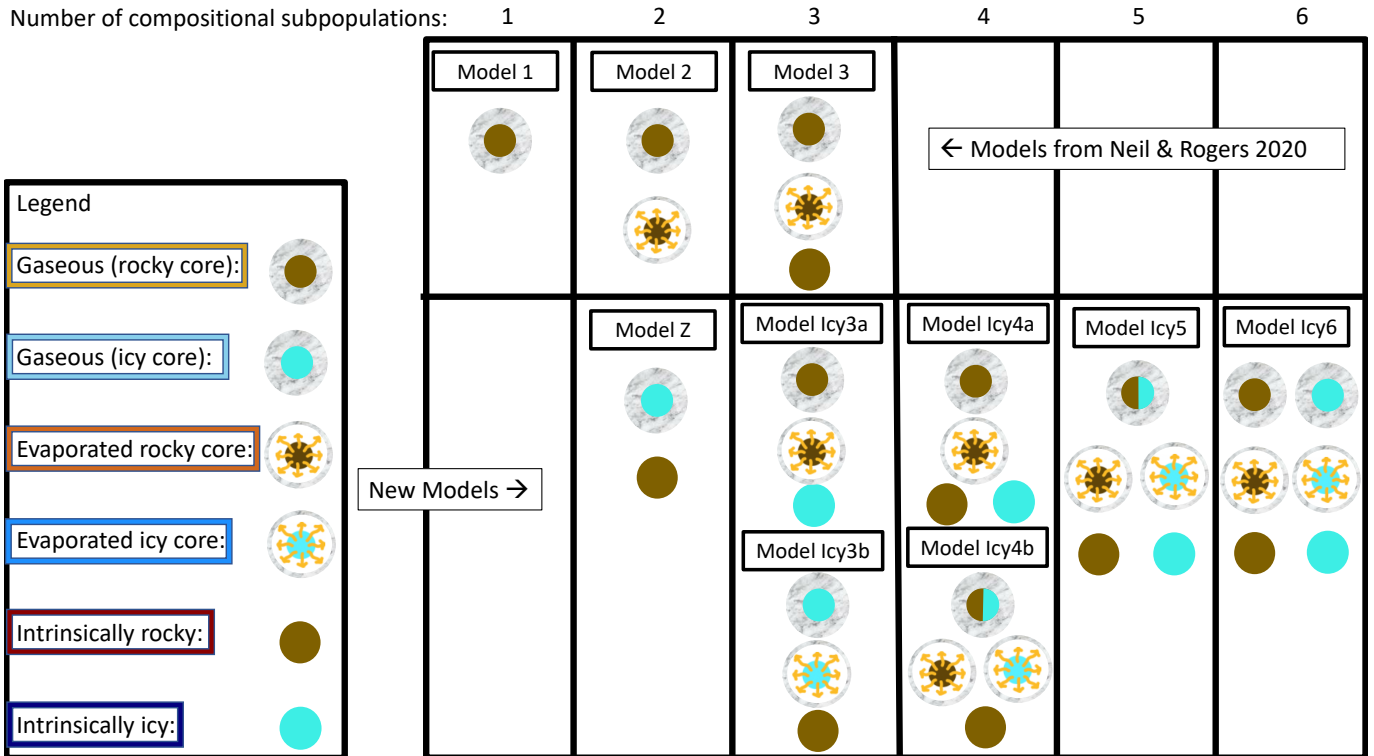 Number of compositional subpopulations: 1 2 3 4 5 6
Model 1 Model 2 Model 3
← Models from Neil & Rogers 2020
Legend
Gaseous (rocky core):
Gaseous (icy core):
Evaporated rocky core:
Evaporated icy core:
Intrinsically rocky:
Intrinsically icy:
New Models →
Model Z Model Icy3a Model Icy4a Model Icy5 Model Icy6
Model Icy3b Model Icy4b